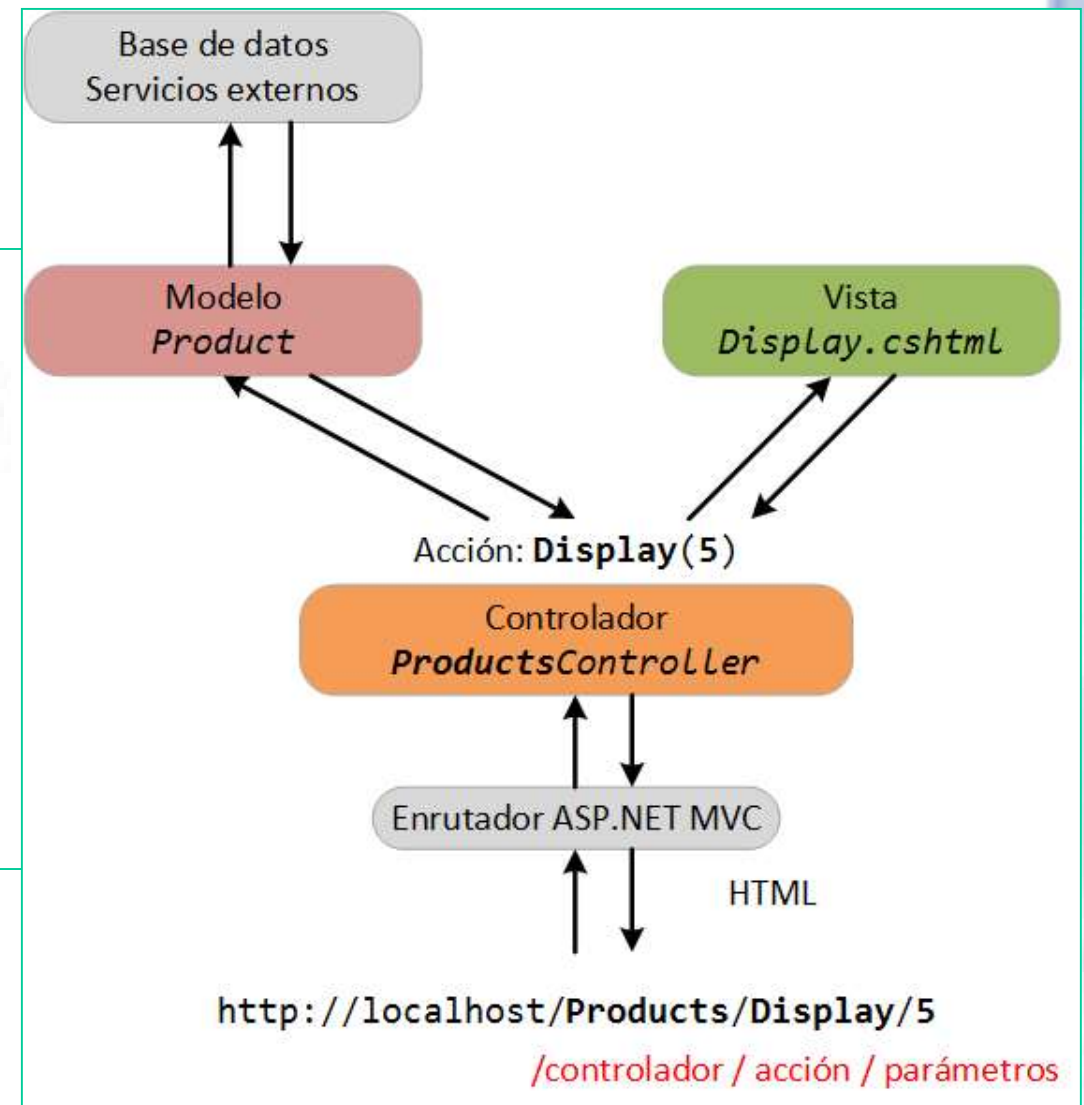 Base de datos
Servicios externos
Modelo
Product
Vista
Display.cshtml
Acción: Display(5)
Controlador
ProductsController
Enrutador ASP.NET MVC
HTML
http://localhost/Products/Display/5
/controlador / acción / parámetros